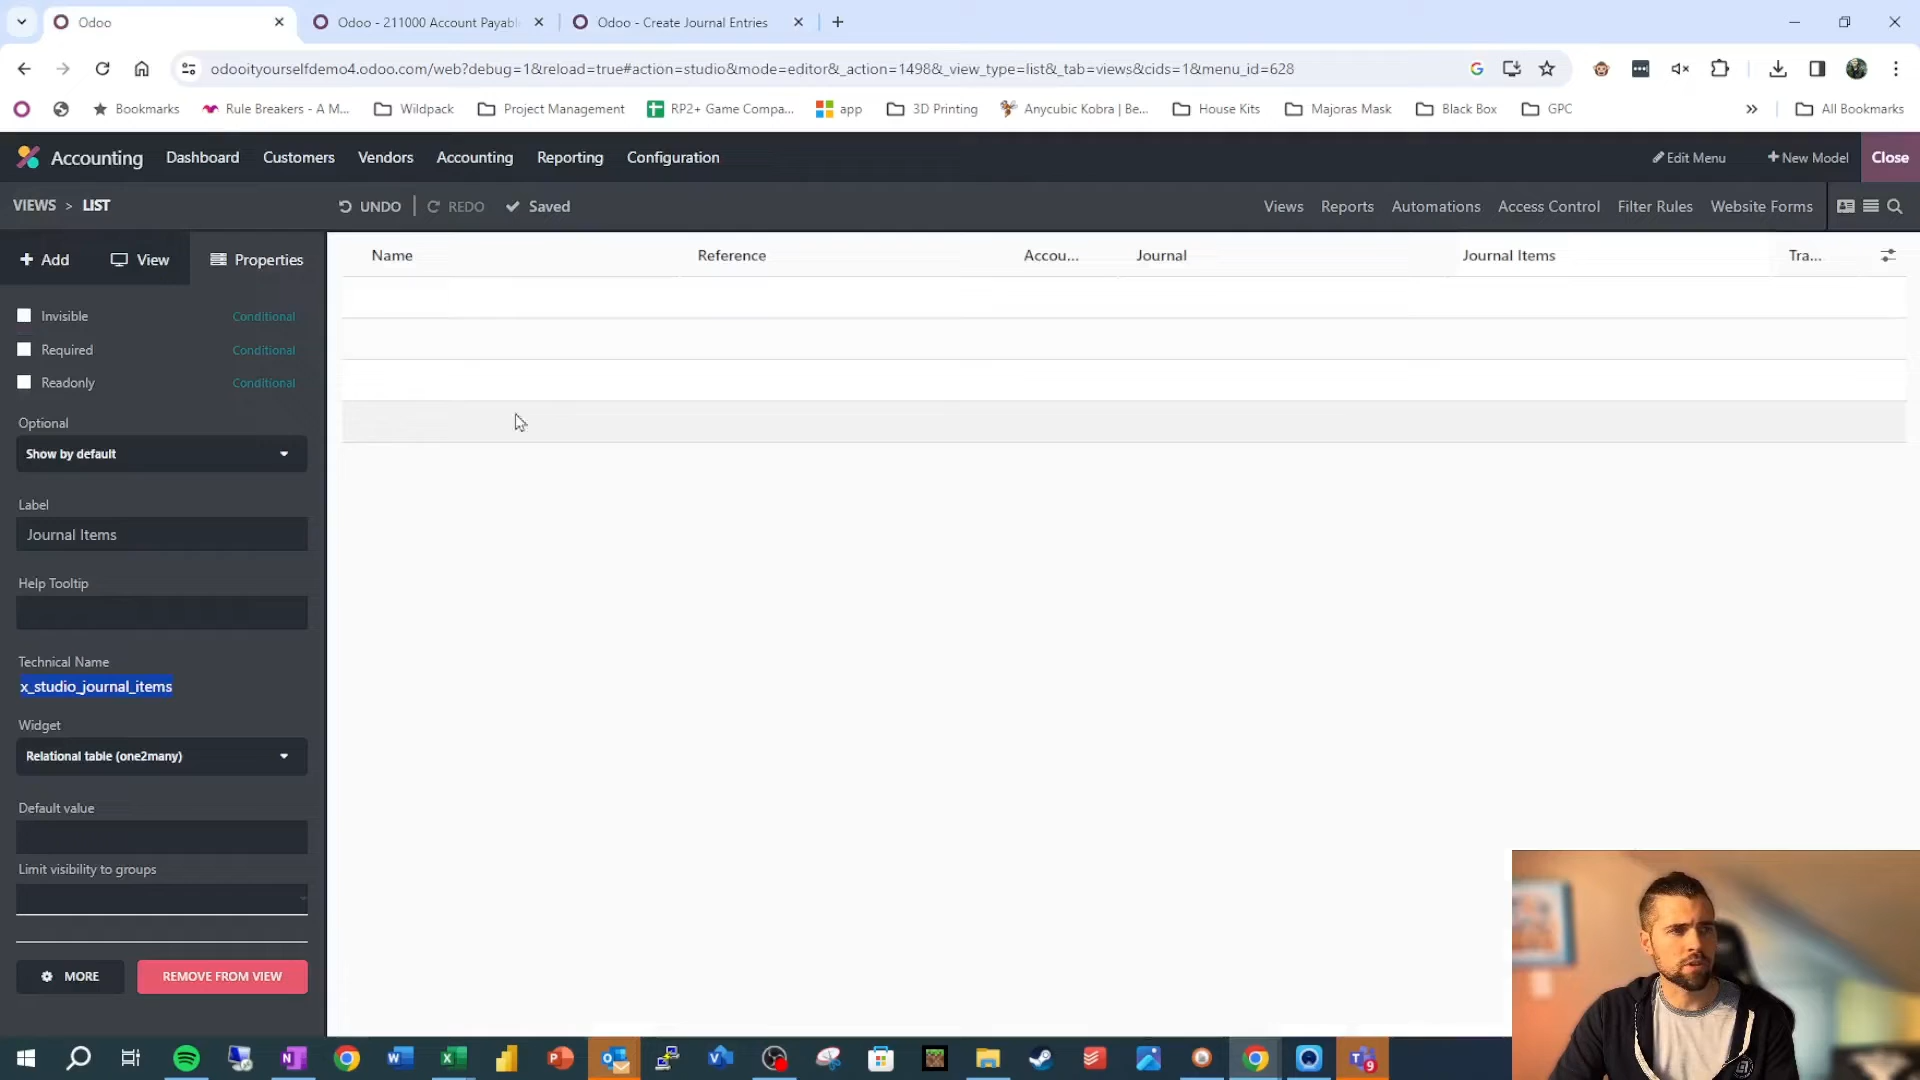 Odoo
Odoo - 211000 Account Payabl
Odoo - Create Journal Entries
odooityourselfdemo4.odoo.com/web?debug=1&reload=true#action=studio&mode=editor&_action=1498&_view_type=list&_tab=views&cids=1&menu_id=628
Bookmarks
Rule Breakers - A M...
Wildpack
Project Management
RP2+ Game Compa...
app
3D Printing
Anycubic Kobra | Be...
House Kits
Majoras Mask
Black Box
GPC
All Bookmarks
Accounting
Dashboard
Customers
Vendors
Accounting
Reporting
Configuration
Edit Menu
New Model
Close
VIEWS > LIST
UNDO
REDO
Saved
Views
Reports
Automations
Access Control
Filter Rules
Website Forms
Add
View
Properties
Name
Reference
Accou...
Journal
Journal Items
Tra...
Invisible
Conditional
Required
Conditional
Readonly
Conditional
Optional
Show by default
Label
Journal Items
Help Tooltip
Technical Name
x_studio_journal_items
Widget
Relational table (one2many)
Default value
Limit visibility to groups
MORE
REMOVE FROM VIEW
9